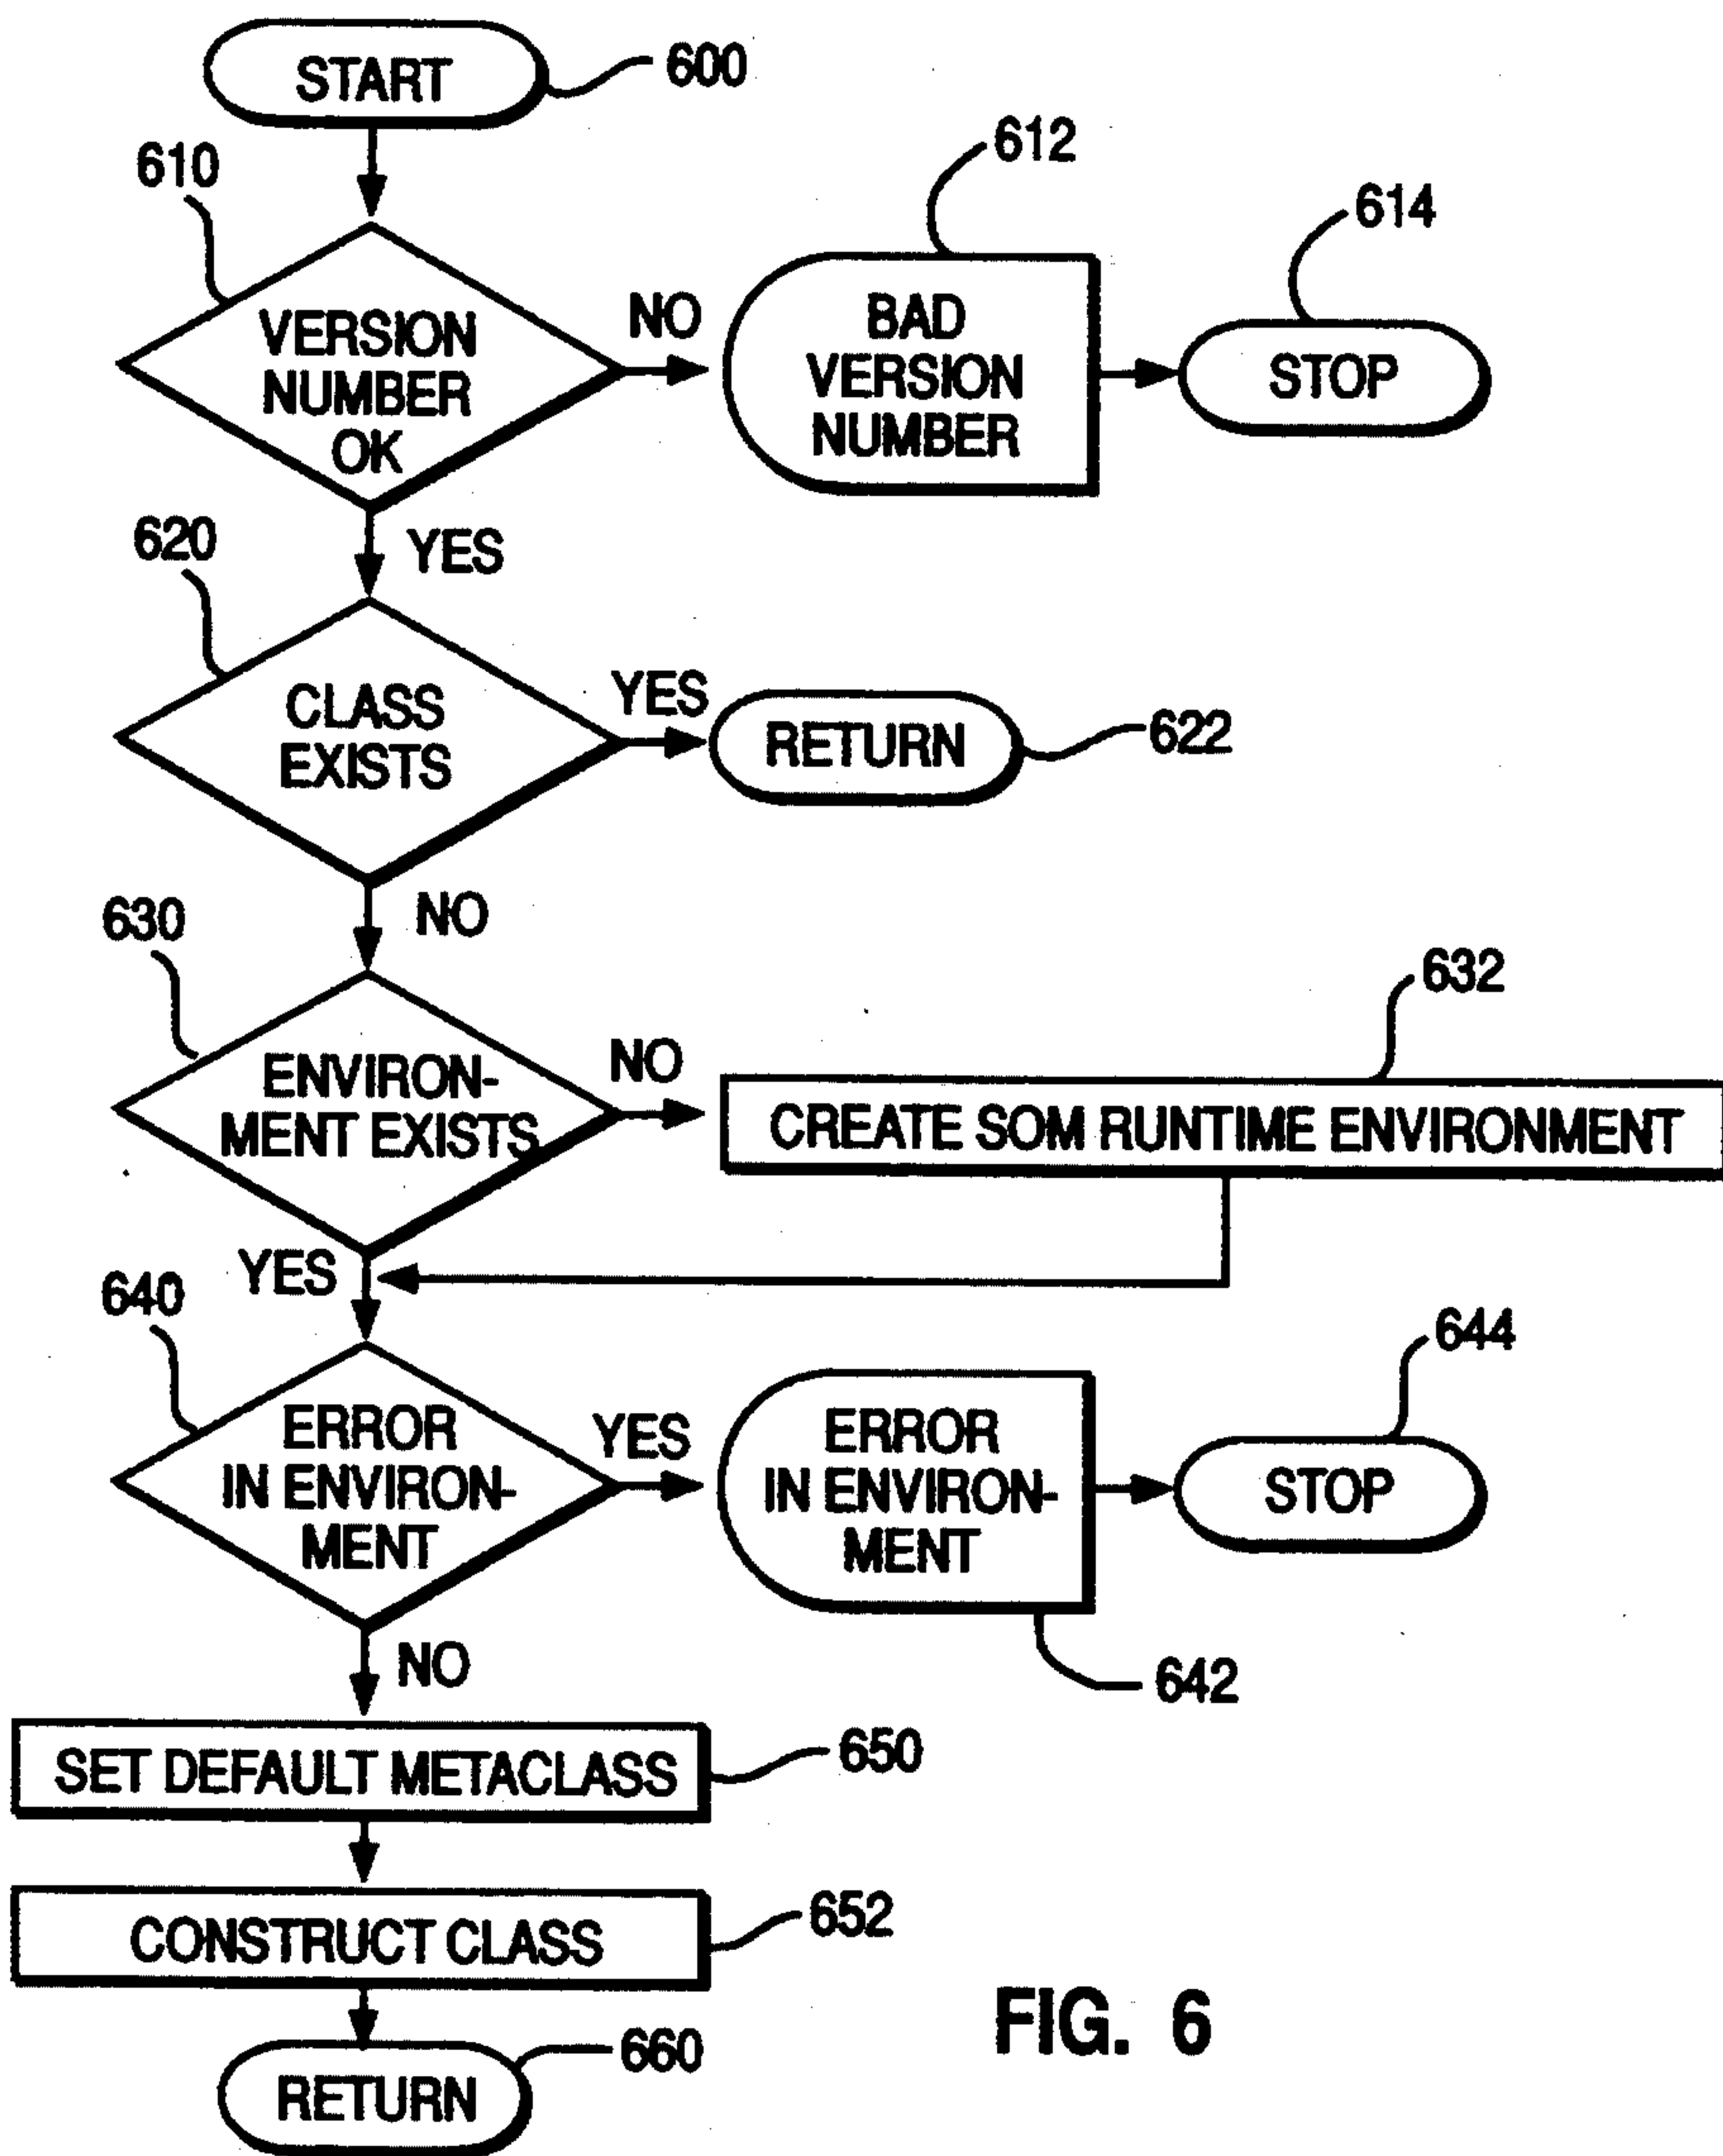 START
600
610
612
614
VERSION
NUMBER
OK
NO
BAD
VERSION
NUMBER
STOP
YES
620
CLASS
EXISTS
YES
RETURN
622
NO
630
632
ENVIRON-
MENT EXISTS
NO
CREATE SOM RUNTIME ENVIRONMENT
YES
640
644
ERROR
IN ENVIRON-
MENT
YES
ERROR
IN ENVIRON-
MENT
STOP
NO
642
SET DEFAULT METACLASS
650
CONSTRUCT CLASS
652
RETURN
660
FIG. 6